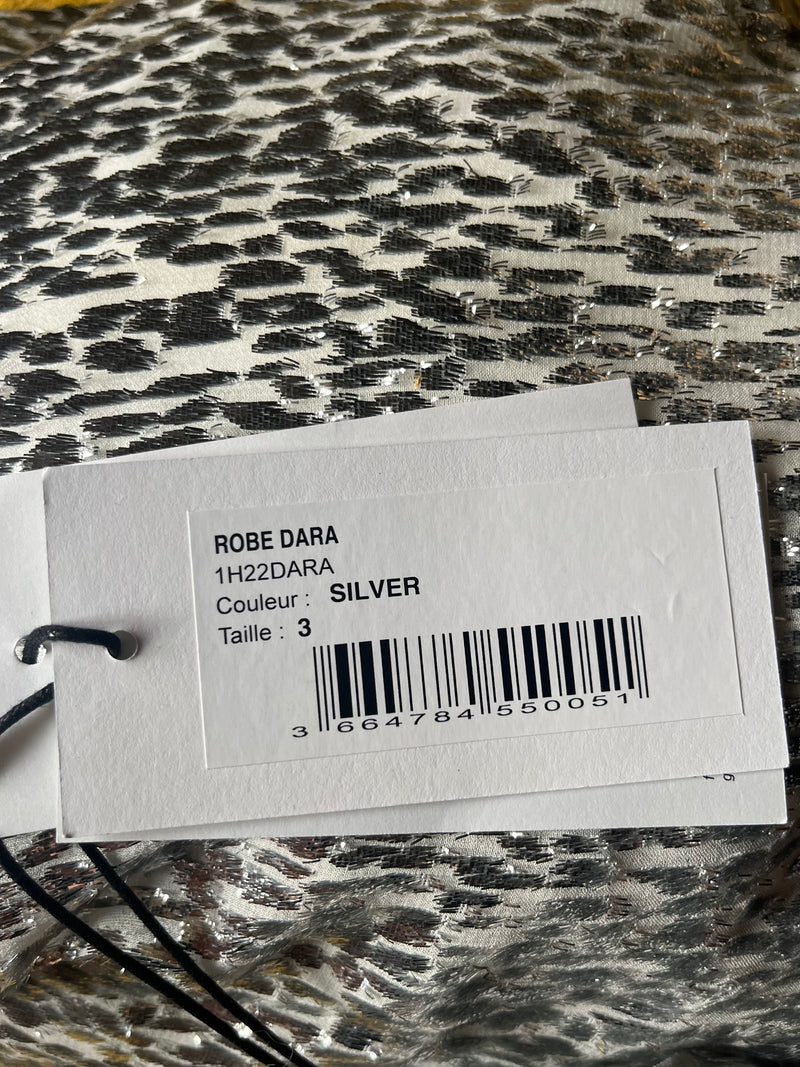 ROBE DARA
1H22DARA
Couleur : SILVER
Taille : 3
3 664784 550051